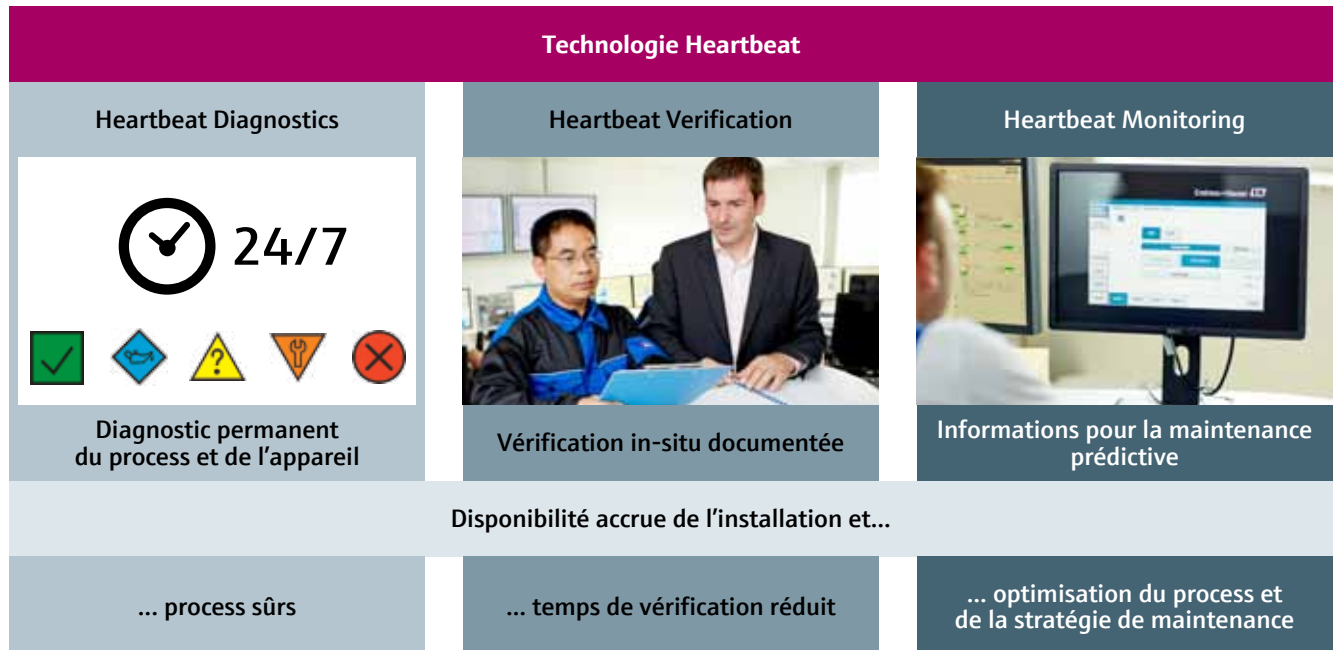 Technologie Heartbeat
Heartbeat Diagnostics
Heartbeat Verification
Heartbeat Monitoring
24/7
?
Diagnostic permanent
du process et de l'appareil
Vérification in-situ documentée
Informations pour la maintenance
prédictive
Disponibilité accrue de l'installation et...
... process sûrs
... temps de vérification réduit
... optimisation du process et
de la stratégie de maintenance